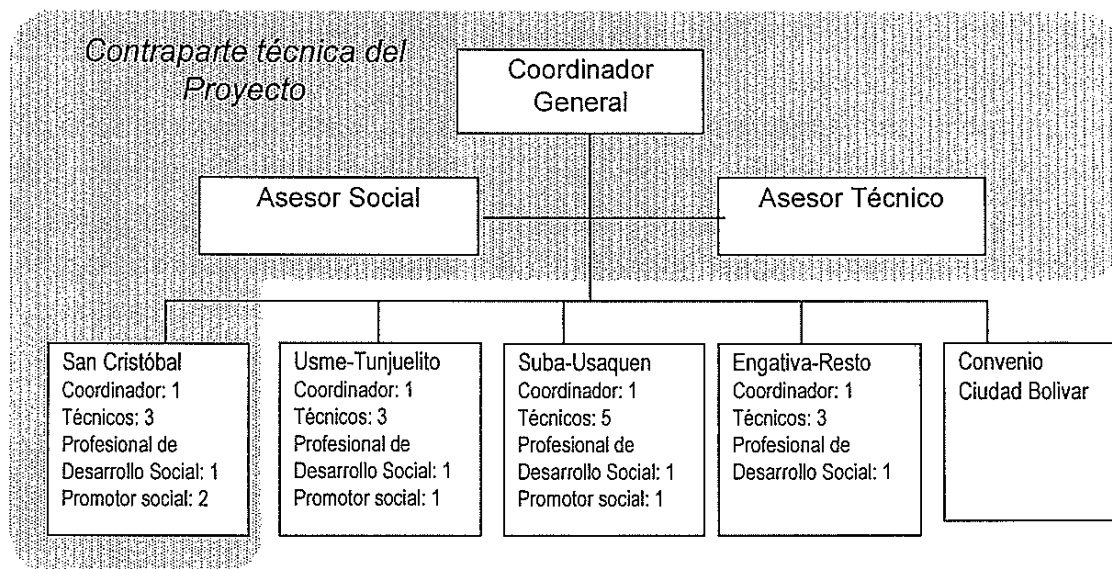 Contraparte técnica del
Proyecto
Coordinador
General
Asesor Social
Asesor Técnico
San Cristóbal
Coordinador: 1
Técnicos: 3
Profesional de
Desarrollo Social: 1
Promotor social: 2
Usme-Tunjuelito
Coordinador: 1
Técnicos: 3
Profesional de
Desarrollo Social: 1
Promotor social: 1
Suba-Usaquen
Coordinador: 1
Técnicos: 5
Profesional de
Desarrollo Social: 1
Promotor social: 1
Engativa-Resto
Coordinador: 1
Técnicos: 3
Profesional de
Desarrollo Social: 1
Convenio
Ciudad Bolivar